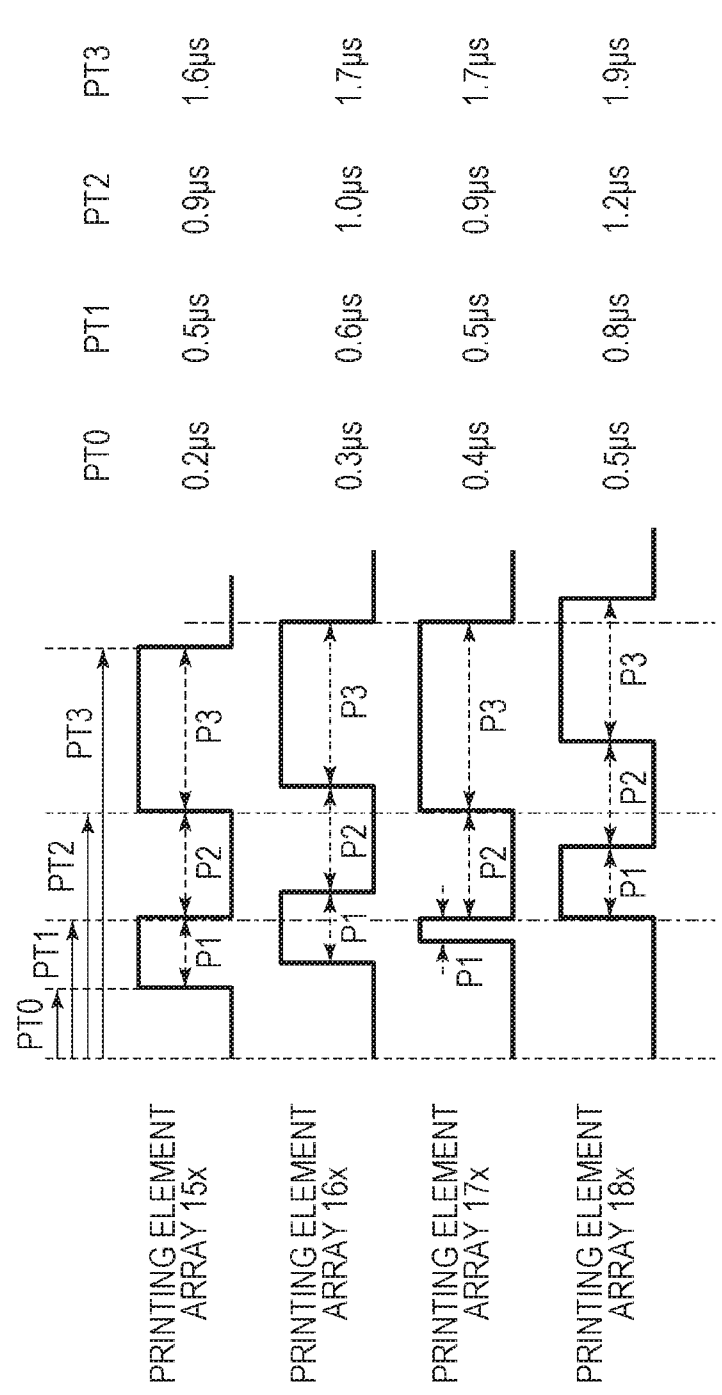 PT0 PT1 PT2 PT3
PRINTING ELEMENT
ARRAY 15x
PT0
PT1
PT2
PT3
P1 P2 P3
0.2µs 0.5µs 0.9µs 1.6µs
PRINTING ELEMENT
ARRAY 16x
P1 P2 P3
0.3µs 0.6µs 1.0µs 1.7µs
PRINTING ELEMENT
ARRAY 17x
P1 P2 P3
0.4µs 0.5µs 0.9µs 1.7µs
PRINTING ELEMENT
ARRAY 18x
P1 P2 P3
0.5µs 0.8µs 1.2µs 1.9µs